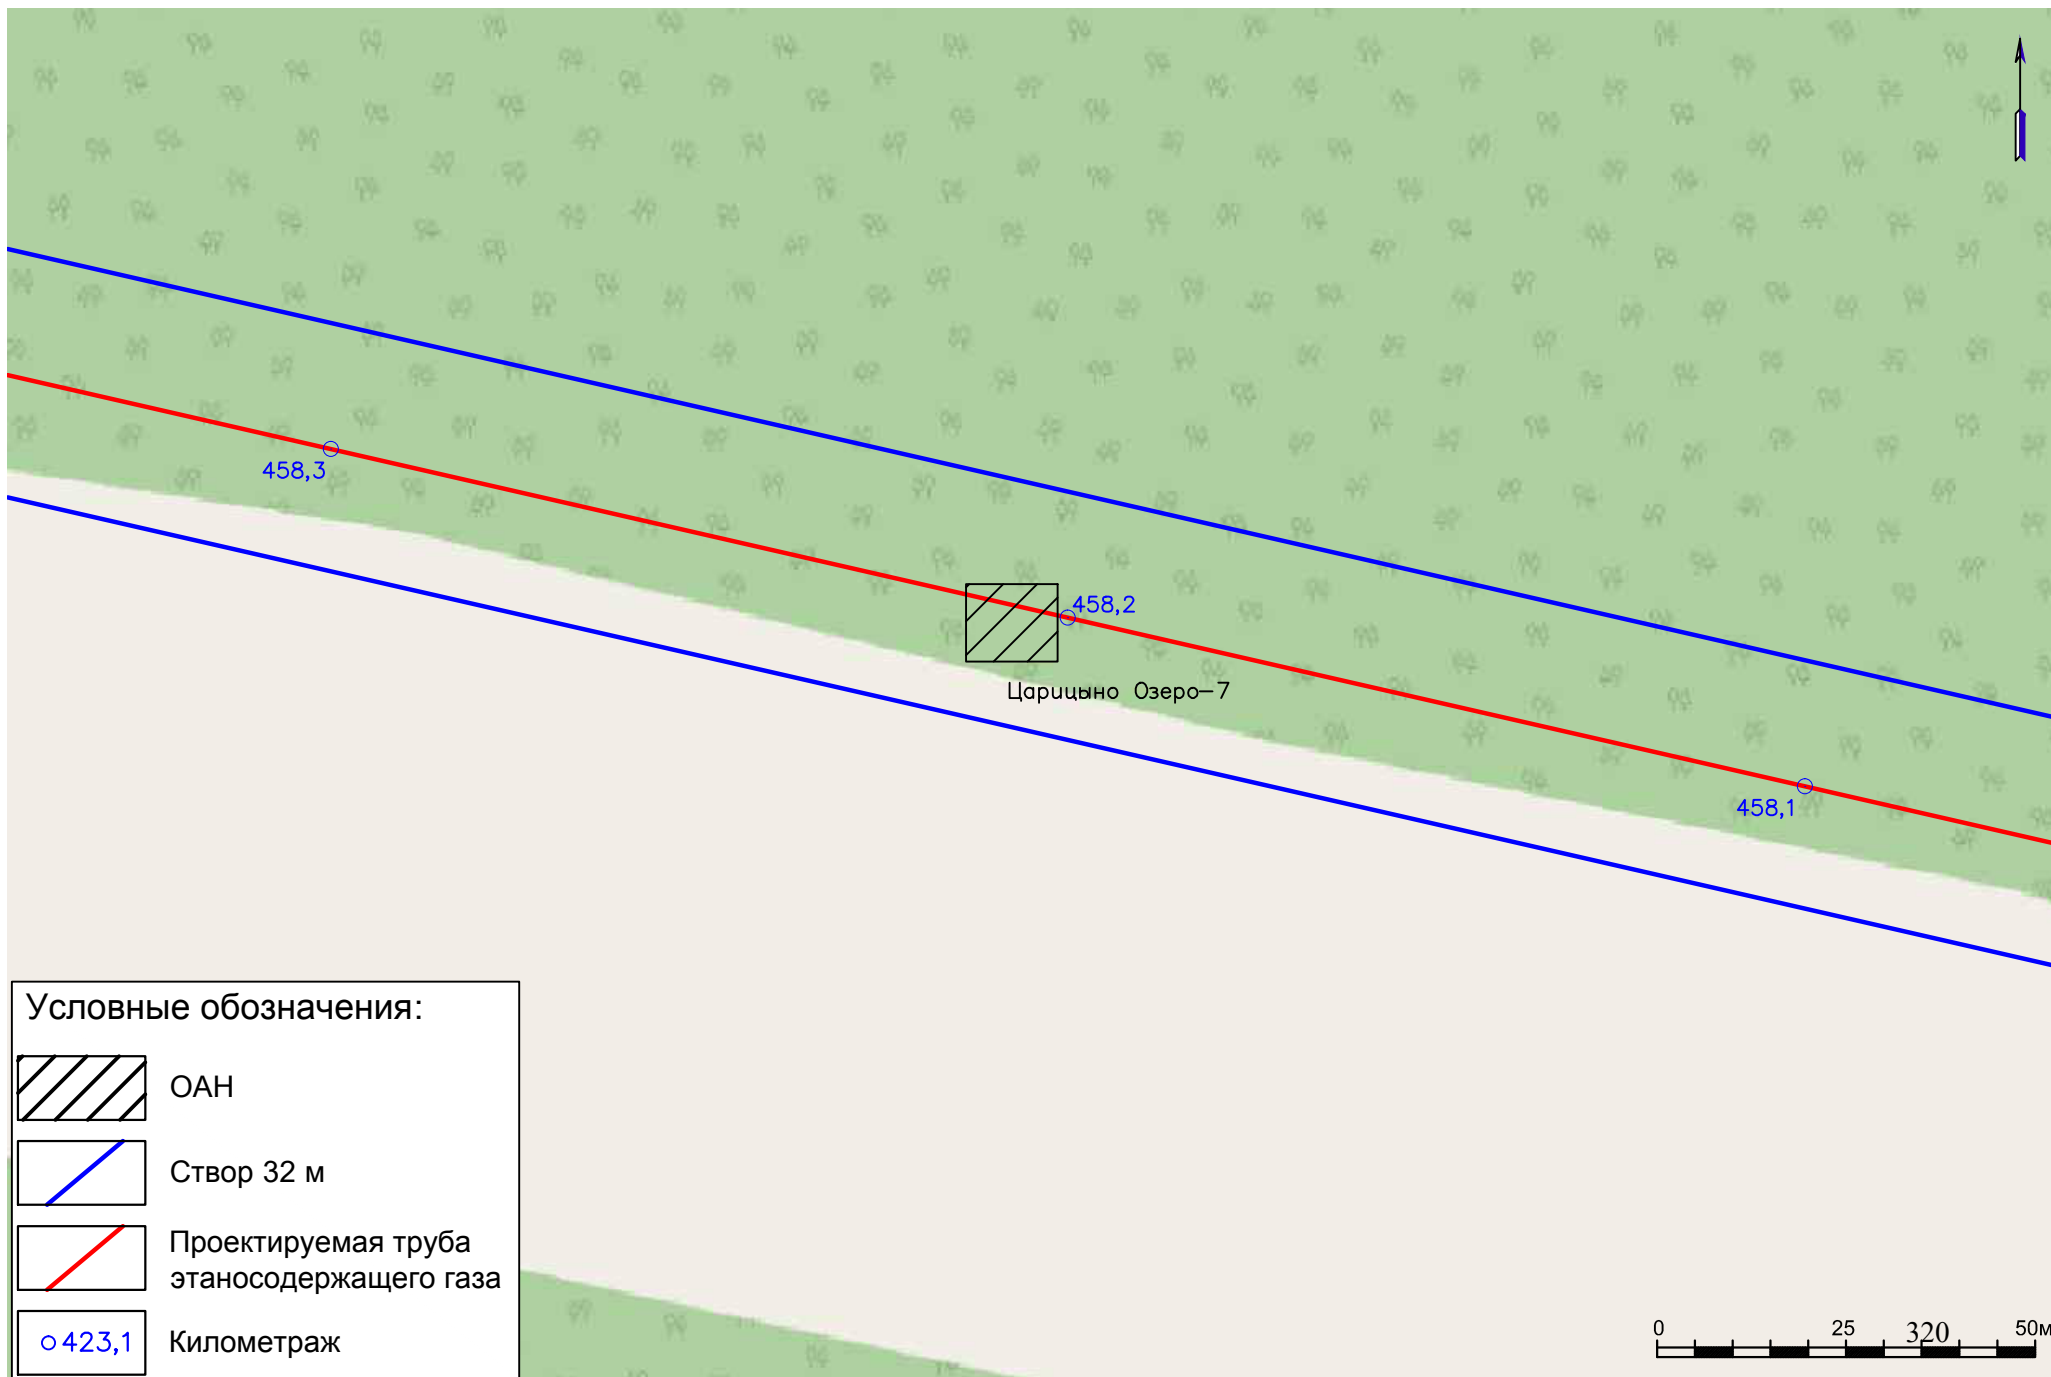 458,3
458,2
Царицыно Озеро-7
458,1
Условные обозначения:
ОАН
Створ 32 м
Проектируемая труба
этаносодержащего газа
423,1 Километраж
0 25 320 50м